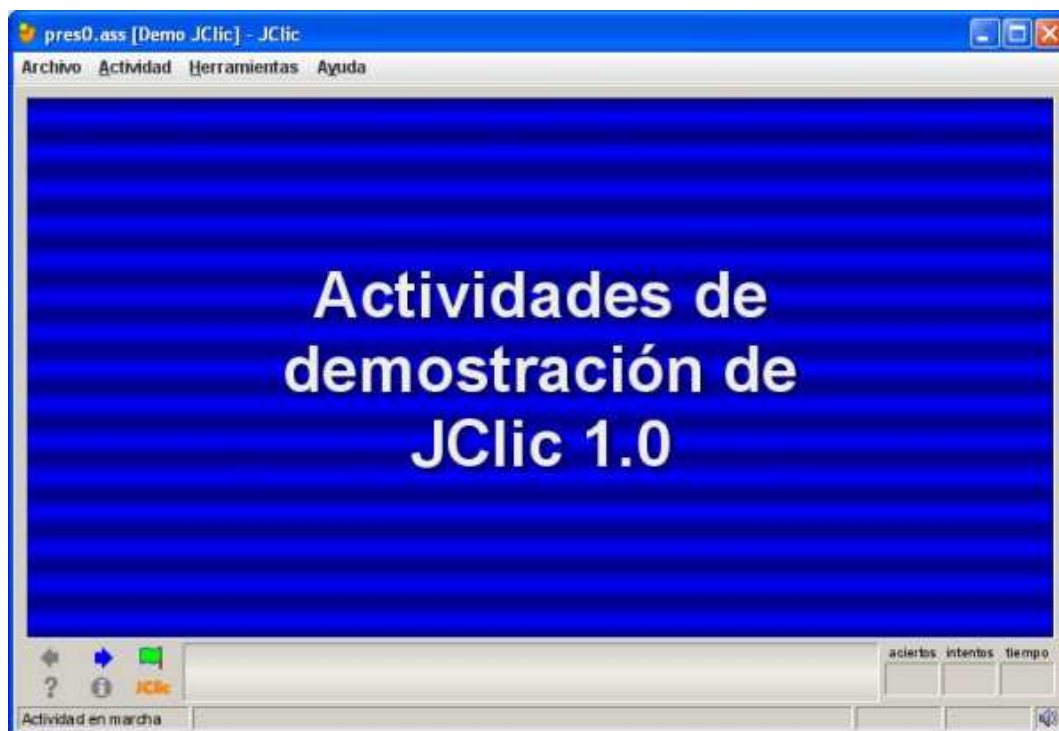 pres0.ass [Demo JClic] - JClic
Archivo Actividad Herramientas Ayuda
Actividades de
demostración de
JClic 1.0
aciertos intentos tiempo
?
JClic
Actividad en marcha